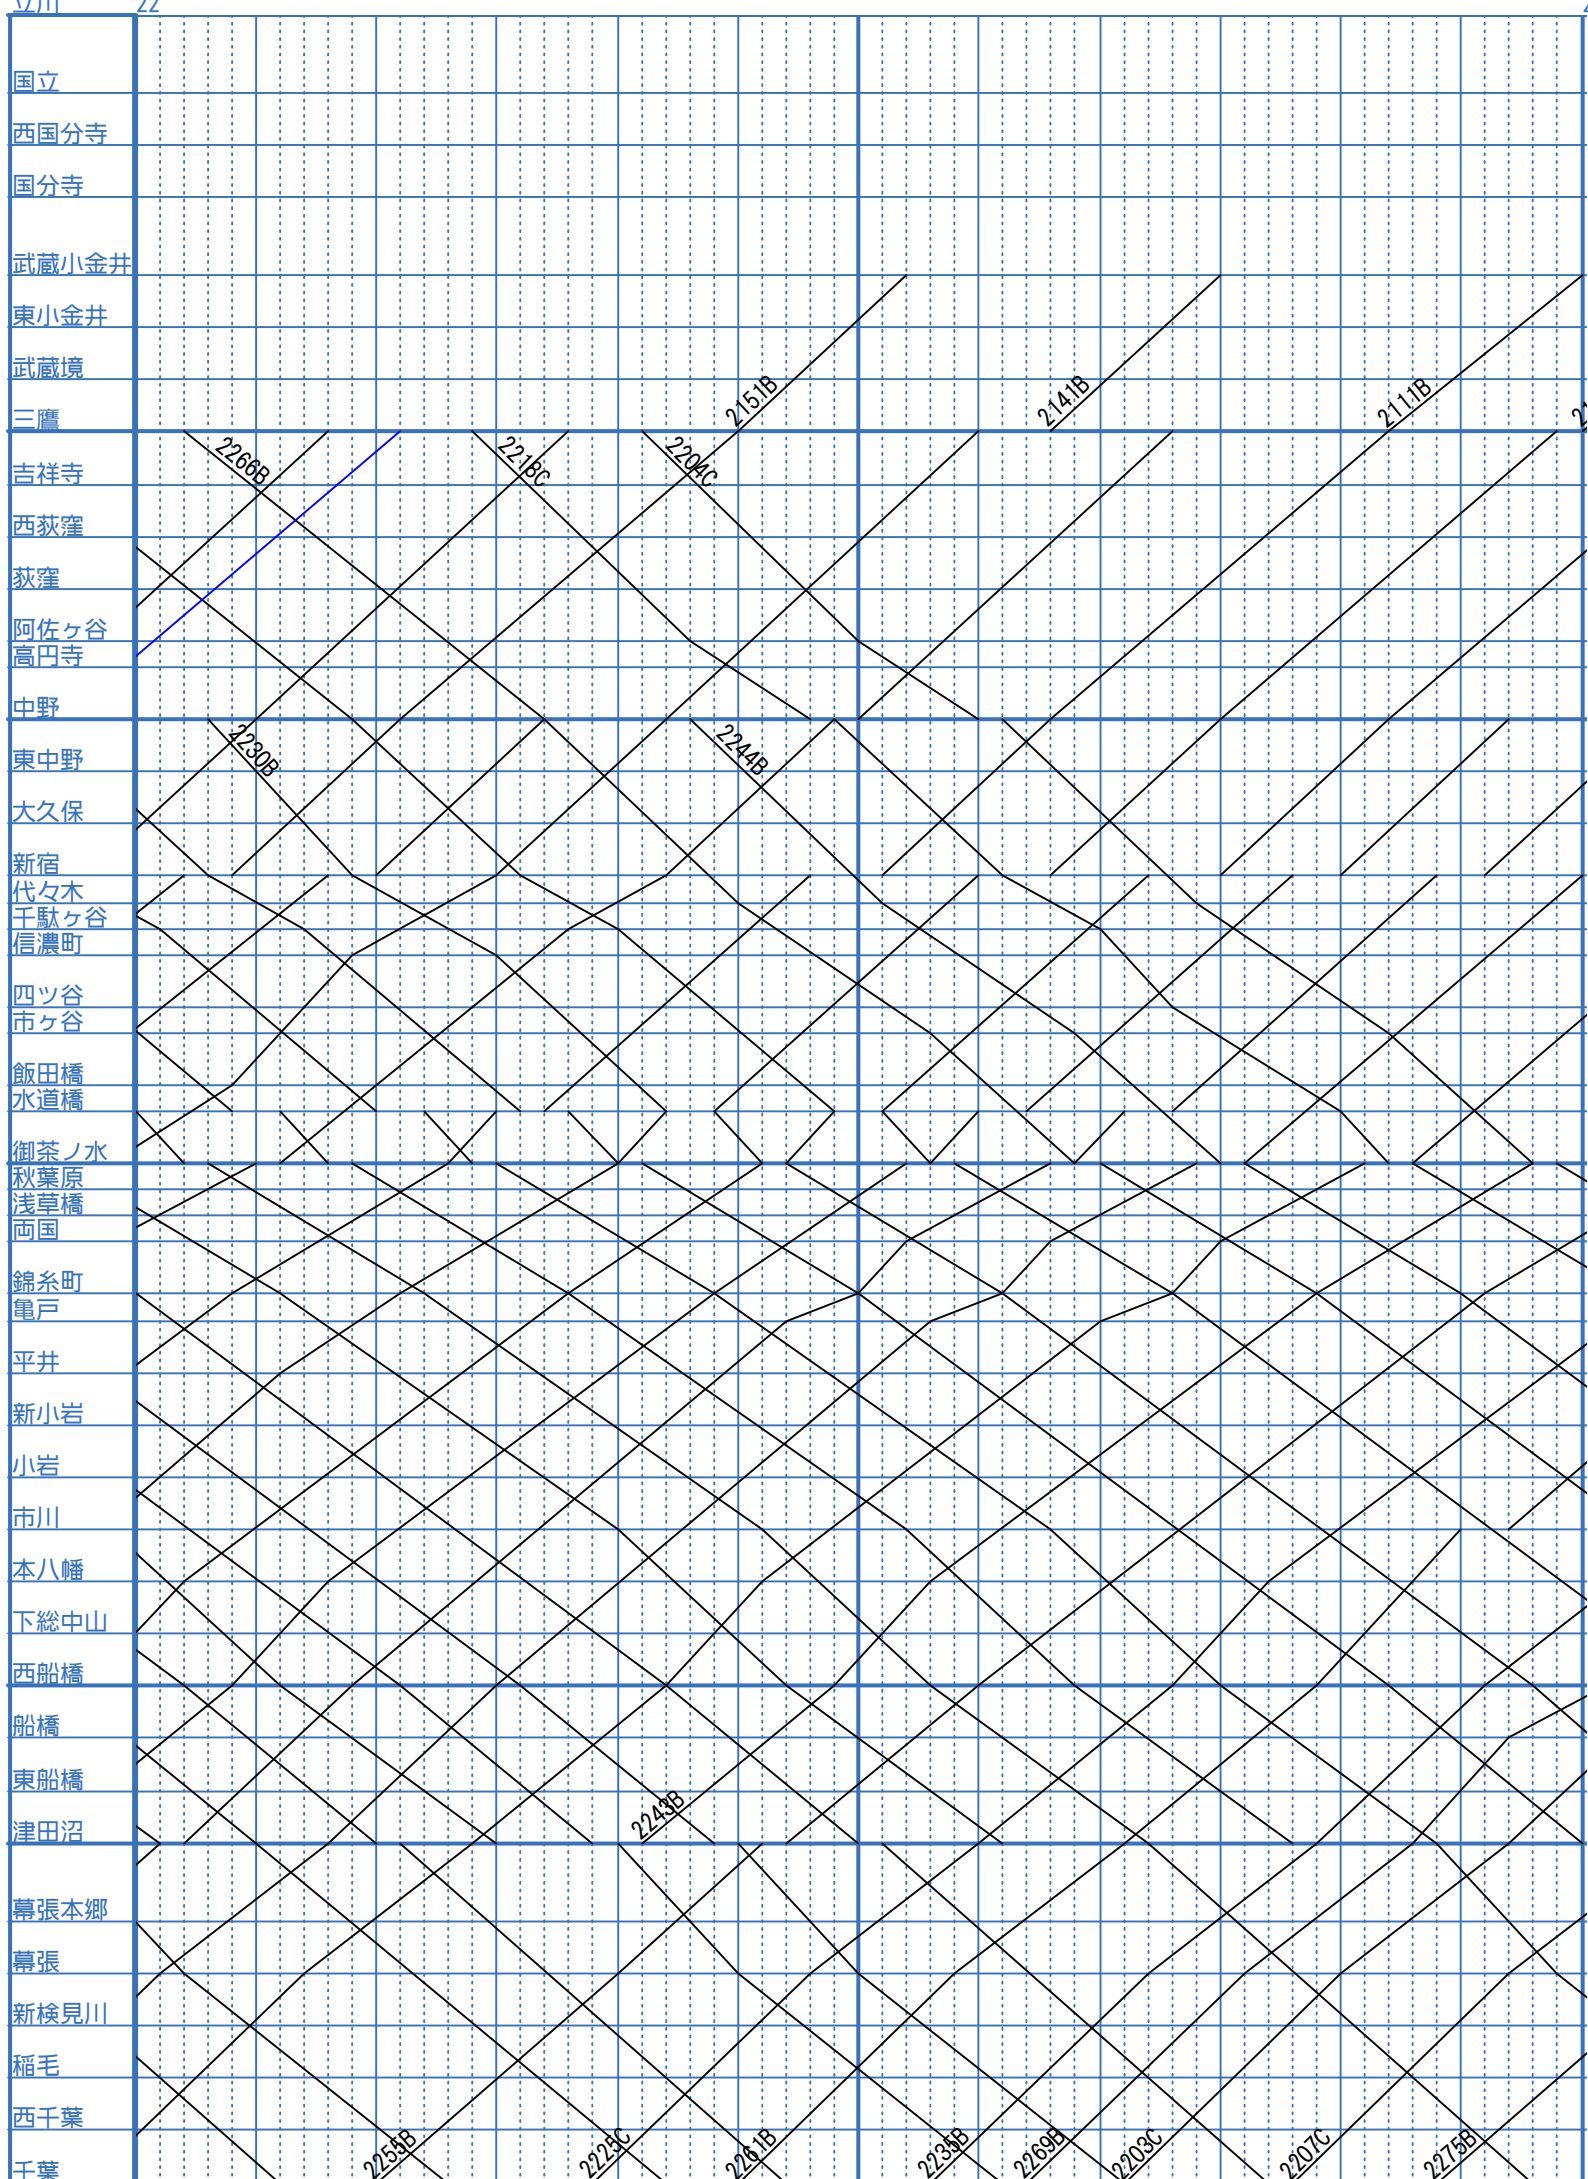 立川 22
国立
西国分寺
国分寺
武蔵小金井
東小金井
武蔵境
2151B 2141B 2111B
三鷹
2266B 2218C 2204C
吉祥寺
西荻窪
荻窪
阿佐ヶ谷
高円寺
中野
2230B 2244B
東中野
大久保
新宿
代々木
千駄ヶ谷
信濃町
四ツ谷
市ヶ谷
飯田橋
水道橋
御茶ノ水
秋葉原
浅草橋
両国
錦糸町
亀戸
平井
新小岩
小岩
市川
本八幡
下総中山
西船橋
船橋
東船橋
2243B
津田沼
幕張本郷
幕張
新検見川
稲毛
西千葉
2255B 2225C 2261B 2235B 2269B 2203C 2207C 2275B
千葉